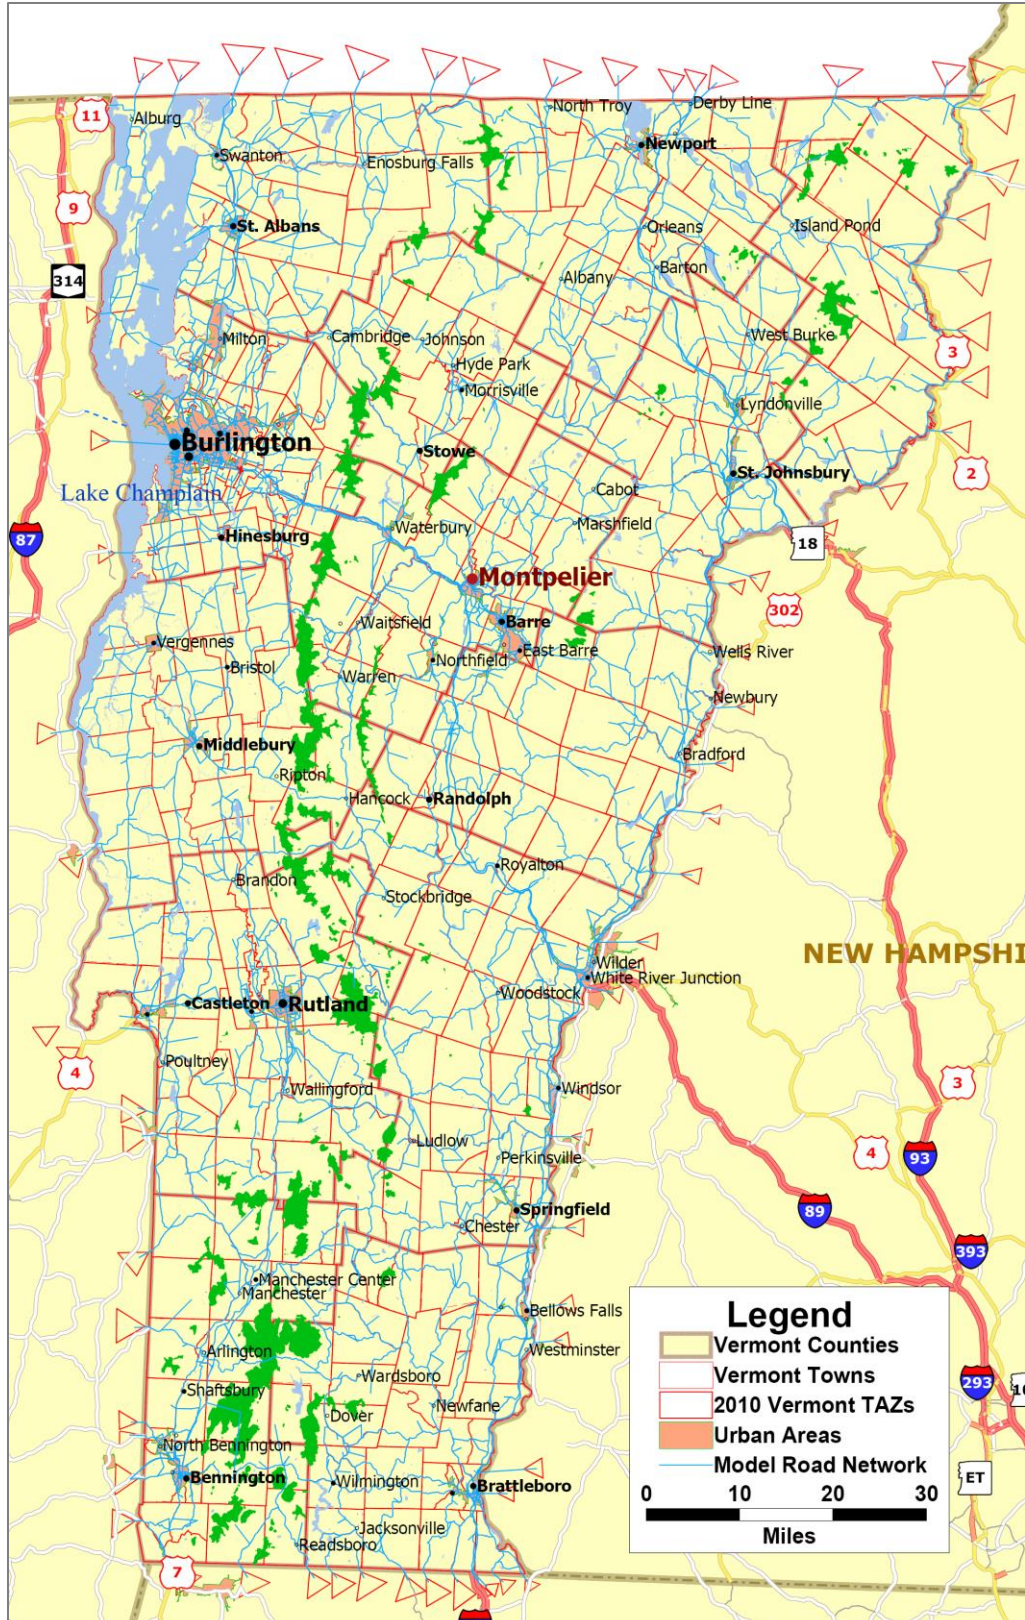 11
Alburg
North Troy
Derby Line
Newport
Swanton
Enosburg Falls
3
9
St. Albans
Orleans
Island Pond
Barton
314
Albany
Milton
Cambridge
Johnson
West Burke
Hyde Park
3
Morrisville
Lyndonville
Burlington
Stowe
St. Johnsbury
2
Lake Champlain
Cabot
Waterbury
Marshfield
87
Hinesburg
18
Montpelier
302
Waitsfield
Barre
Vergennes
East Barre
Wells River
Bristol
Northfield
Warren
Newbury
Middlebury
Bradford
Ripton
Hancock
Randolph
Royalton
Brandon
Stockbridge
NEW HAMPSHI
Wilder
White River Junction
Woodstock
Castleton
Rutland
Poultney
4
Wallingford
Windsor
3
Ludlow
4
93
Perkinsville
Springfield
89
Chester
393
Manchester Center
Manchester
Bellows Falls
Arlington
Westminster
Wardsboro
Shaftsbury
293
10
Newfane
Dover
North Bennington
Bennington
Wilmington
Brattleboro
ET
Jacksonville
Readsboro
7
Legend
Vermont Counties
Vermont Towns
2010 Vermont TAZs
Urban Areas
Model Road Network
0 10 20 30
Miles